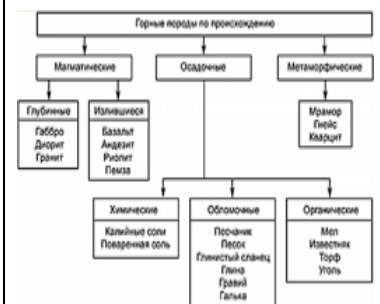 Горные породы по происхождению
Магматические
Осадочные
Метаморфические
Глубинные
Габбро
Диорит
Гранит
Излившиеся
Базальт
Андезит
Риолит
Пемза
Мрамор
Гнейс
Кварцит
Химические
Калийные соли
Поваренная соль
Обломочные
Песчаник
Песок
Глинистый сланец
Глина
Гравий
Галька
Органические
Мел
Известняк
Торф
Уголь